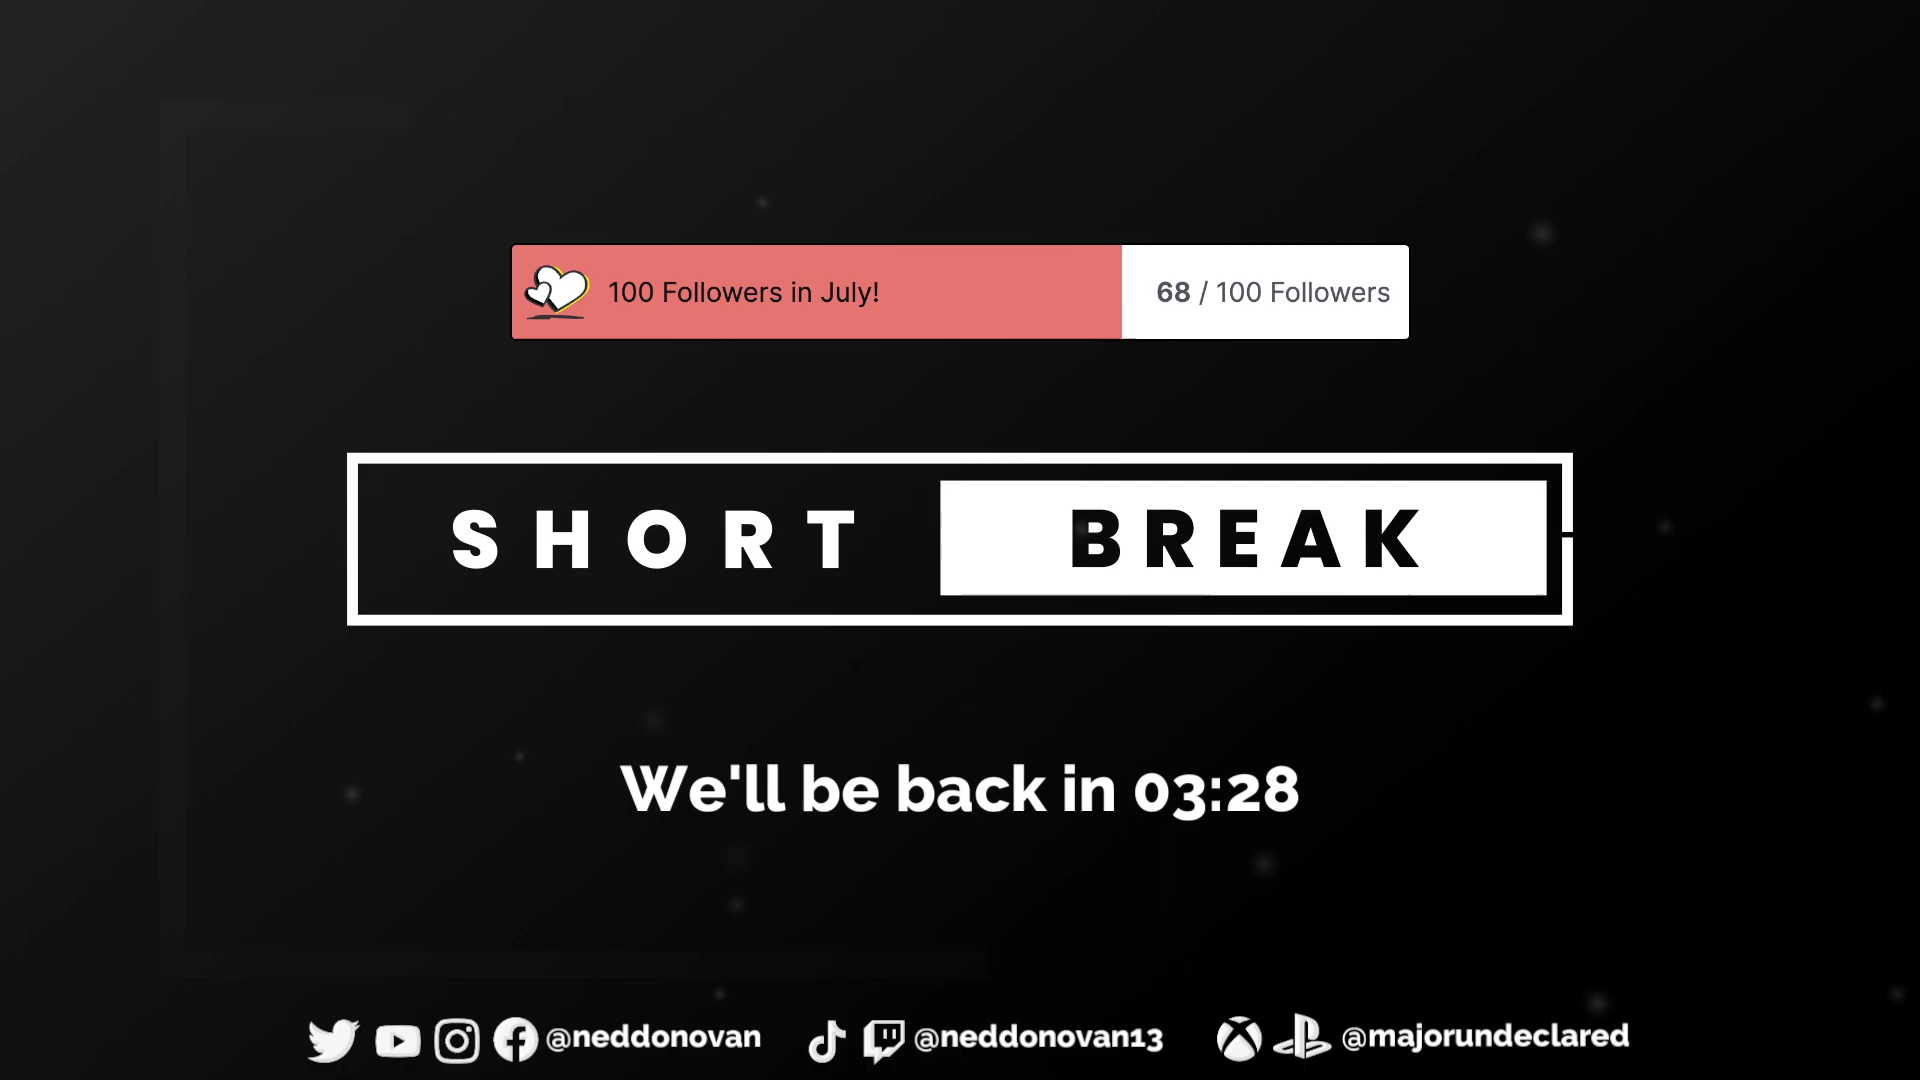 100 Followers in July! 68 / 100 Followers
SHORT BREAK
We'll be back in 03:28
@neddonovan @neddonovan13 @majorundeclared